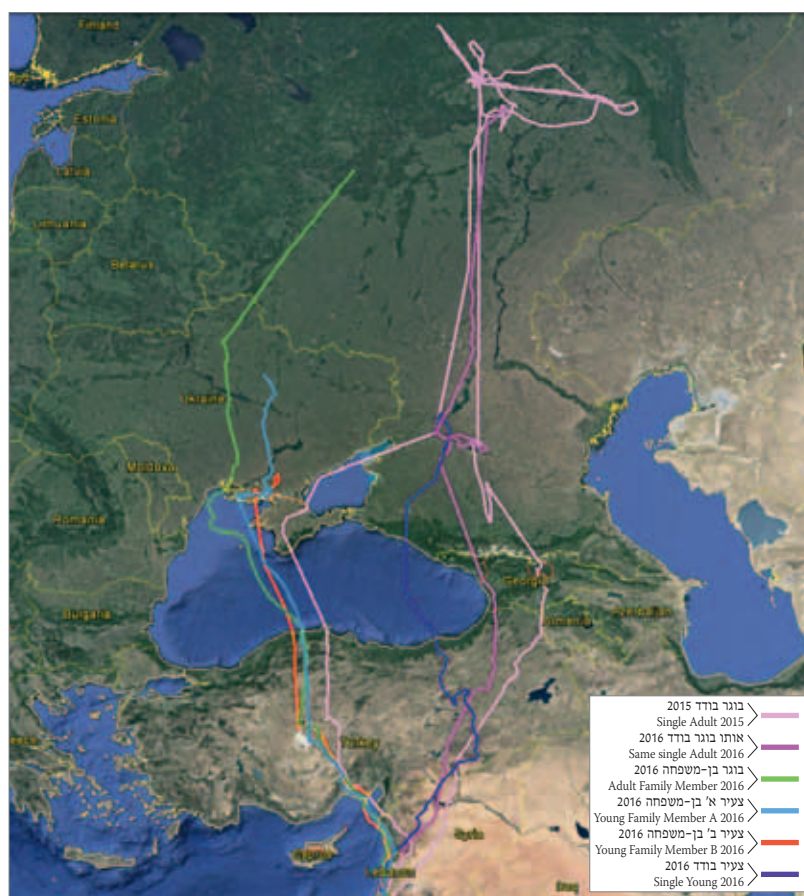 Finland
Estonia
Latvia
Lithuania
Belarus
Ukraine
Moldova
Romania
Bulgaria
Georgia
Armenia
Azerbaijan
Turkey
Cyprus
Syria
Lebanon
Iraq
בוגר בודד 2015
Single Adult 2015
אותו בוגר בודד 2016
Same single Adult 2016
בוגר בן-משפחה 2016
Adult Family Member 2016
צעיר א' בן-משפחה 2016
Young Family Member A 2016
צעיר ב' בן-משפחה 2016
Young Family Member B 2016
צעיר בודד 2016
Single Young 2016